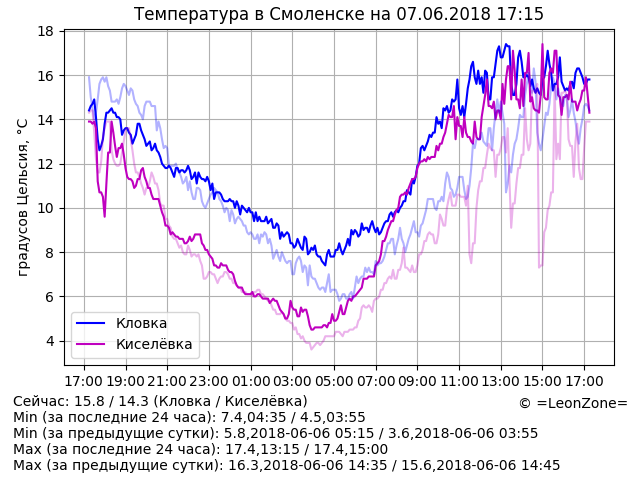 Температура в Смоленске на 07.06.2018 17:15
18
16
14
12
10
8
6
4
градусов Цельсия, °C
Кловка
Киселёвка
17:00 19:00 21:00 23:00 01:00 03:00 05:00 07:00 09:00 11:00 13:00 15:00 17:00
Сейчас: 15.8 / 14.3 (Кловка / Киселёвка)
© =LeonZone=
Min (за последние 24 часа): 7.4,04:35 / 4.5,03:55
Min (за предыдущие сутки): 5.8,2018-06-06 05:15 / 3.6,2018-06-06 03:55
Max (за последние 24 часа): 17.4,13:15 / 17.4,15:00
Max (за предыдущие сутки): 16.3,2018-06-06 14:35 / 15.6,2018-06-06 14:45